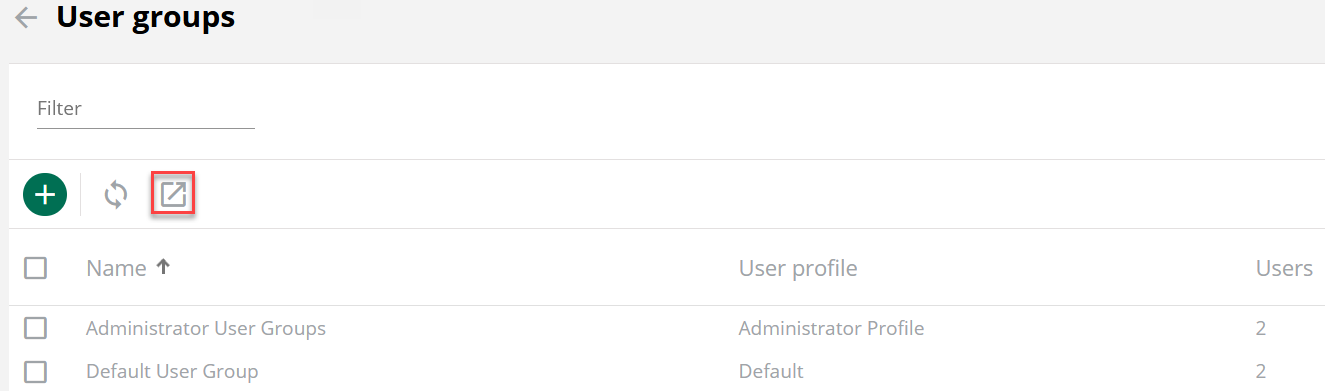 User groups
Filter
Name User profile Users
Administrator User Groups Administrator Profile 2
Default User Group Default 2